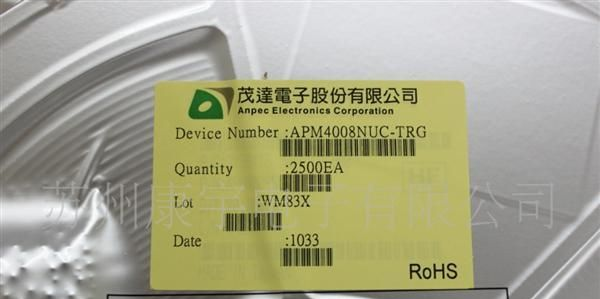 茂達電子股份有限公司
Anpec Electronics Corporation
Device Number :APM4008NUC-TRG
Quantity :2500EA
Lot :WM83X
Date :1033
RoHS
HF
苏州康宇电子有限公司